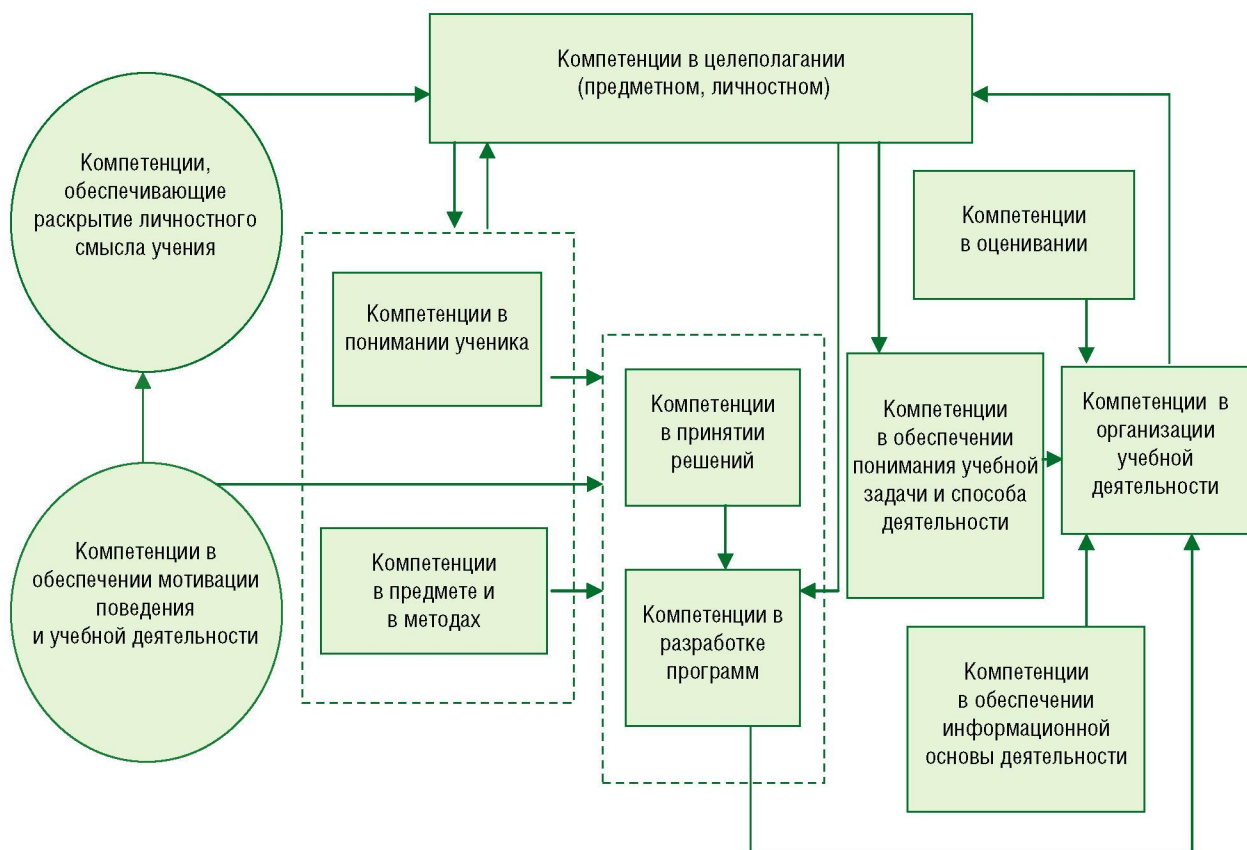 Компетенции в целеполагании
(предметном, личностном)
Компетенции,
обеспечивающие
раскрытие личностного
смысла учения
Компетенции
в оценивании
Компетенции в
понимании ученика
Компетенции
в принятии
решений
Компетенции
в обеспечении
понимания учебной
задачи и способа
деятельности
Компетенции в
организации
учебной
деятельности
Компетенции в
обеспечении мотивации
поведения
и учебной деятельности
Компетенции
в предмете и
в методах
Компетенции в
разработке
программ
Компетенции
в обеспечении
информационной
основы деятельности